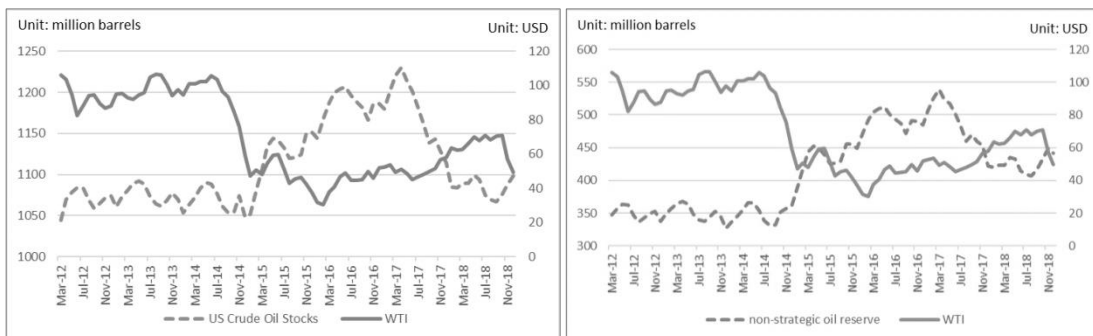 Unit: million barrels
Unit: USD
1250
1200
1150
1100
1050
1000
120
100
80
60
40
20
0
Mar-12
Jul-12
Nov-12
Mar-13
Jul-13
Nov-13
Mar-14
Jul-14
Nov-14
Mar-15
Jul-15
Nov-15
Mar-16
Jul-16
Nov-16
Mar-17
Jul-17
Nov-17
Mar-18
Jul-18
Nov-18
US Crude Oil Stocks
WTI
Unit: million barrels
Unit: USD
600
550
500
450
400
350
300
120
100
80
60
40
20
0
Mar-12
Jul-12
Nov-12
Mar-13
Jul-13
Nov-13
Mar-14
Jul-14
Nov-14
Mar-15
Jul-15
Nov-15
Mar-16
Jul-16
Nov-16
Mar-17
Jul-17
Nov-17
Mar-18
Jul-18
Nov-18
non-strategic oil reserve
WTI